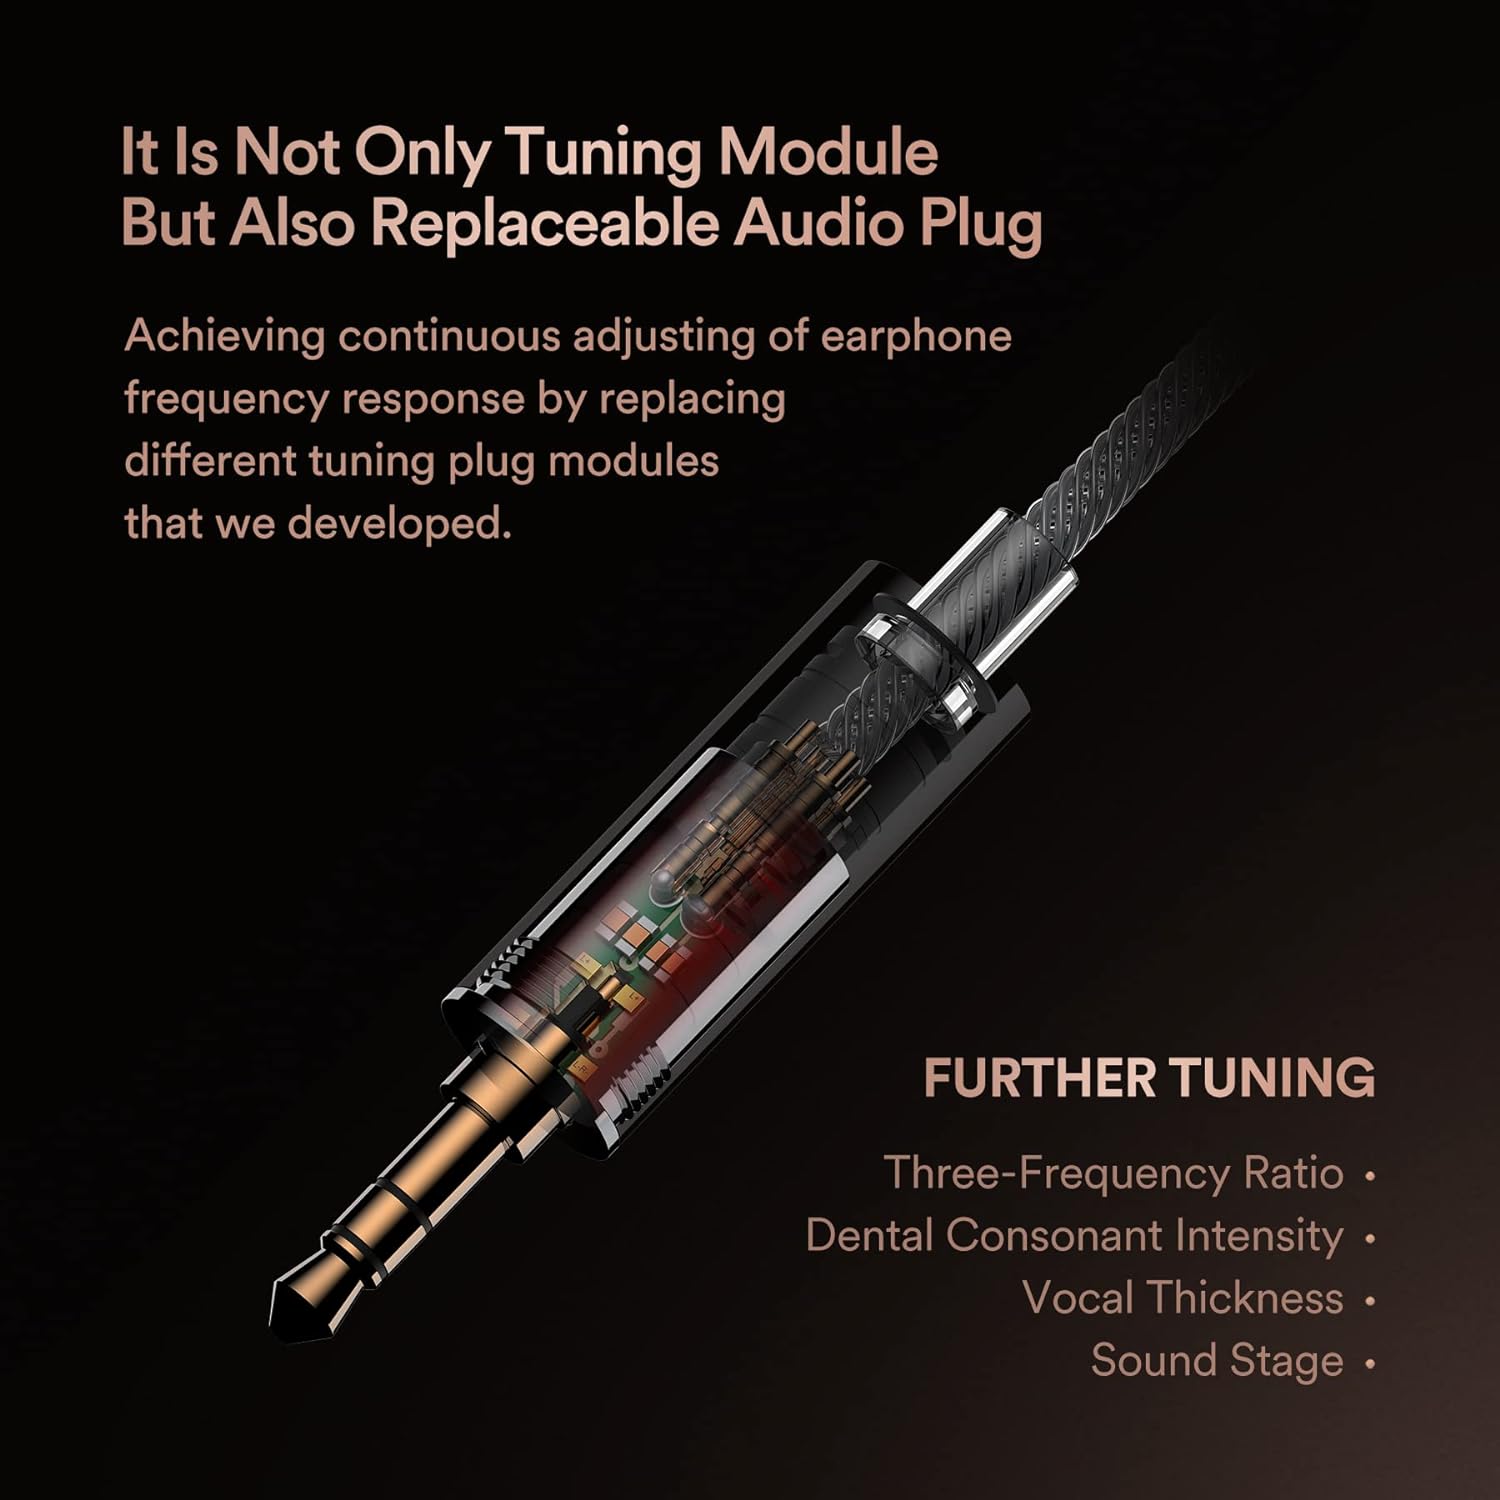 It Is Not Only Tuning Module
But Also Replaceable Audio Plug
Achieving continuous adjusting of earphone
frequency response by replacing
different tuning plug modules
that we developed.
L+
L+
FURTHER TUNING
Three-Frequency Ratio •
Dental Consonant Intensity •
Vocal Thickness •
Sound Stage •